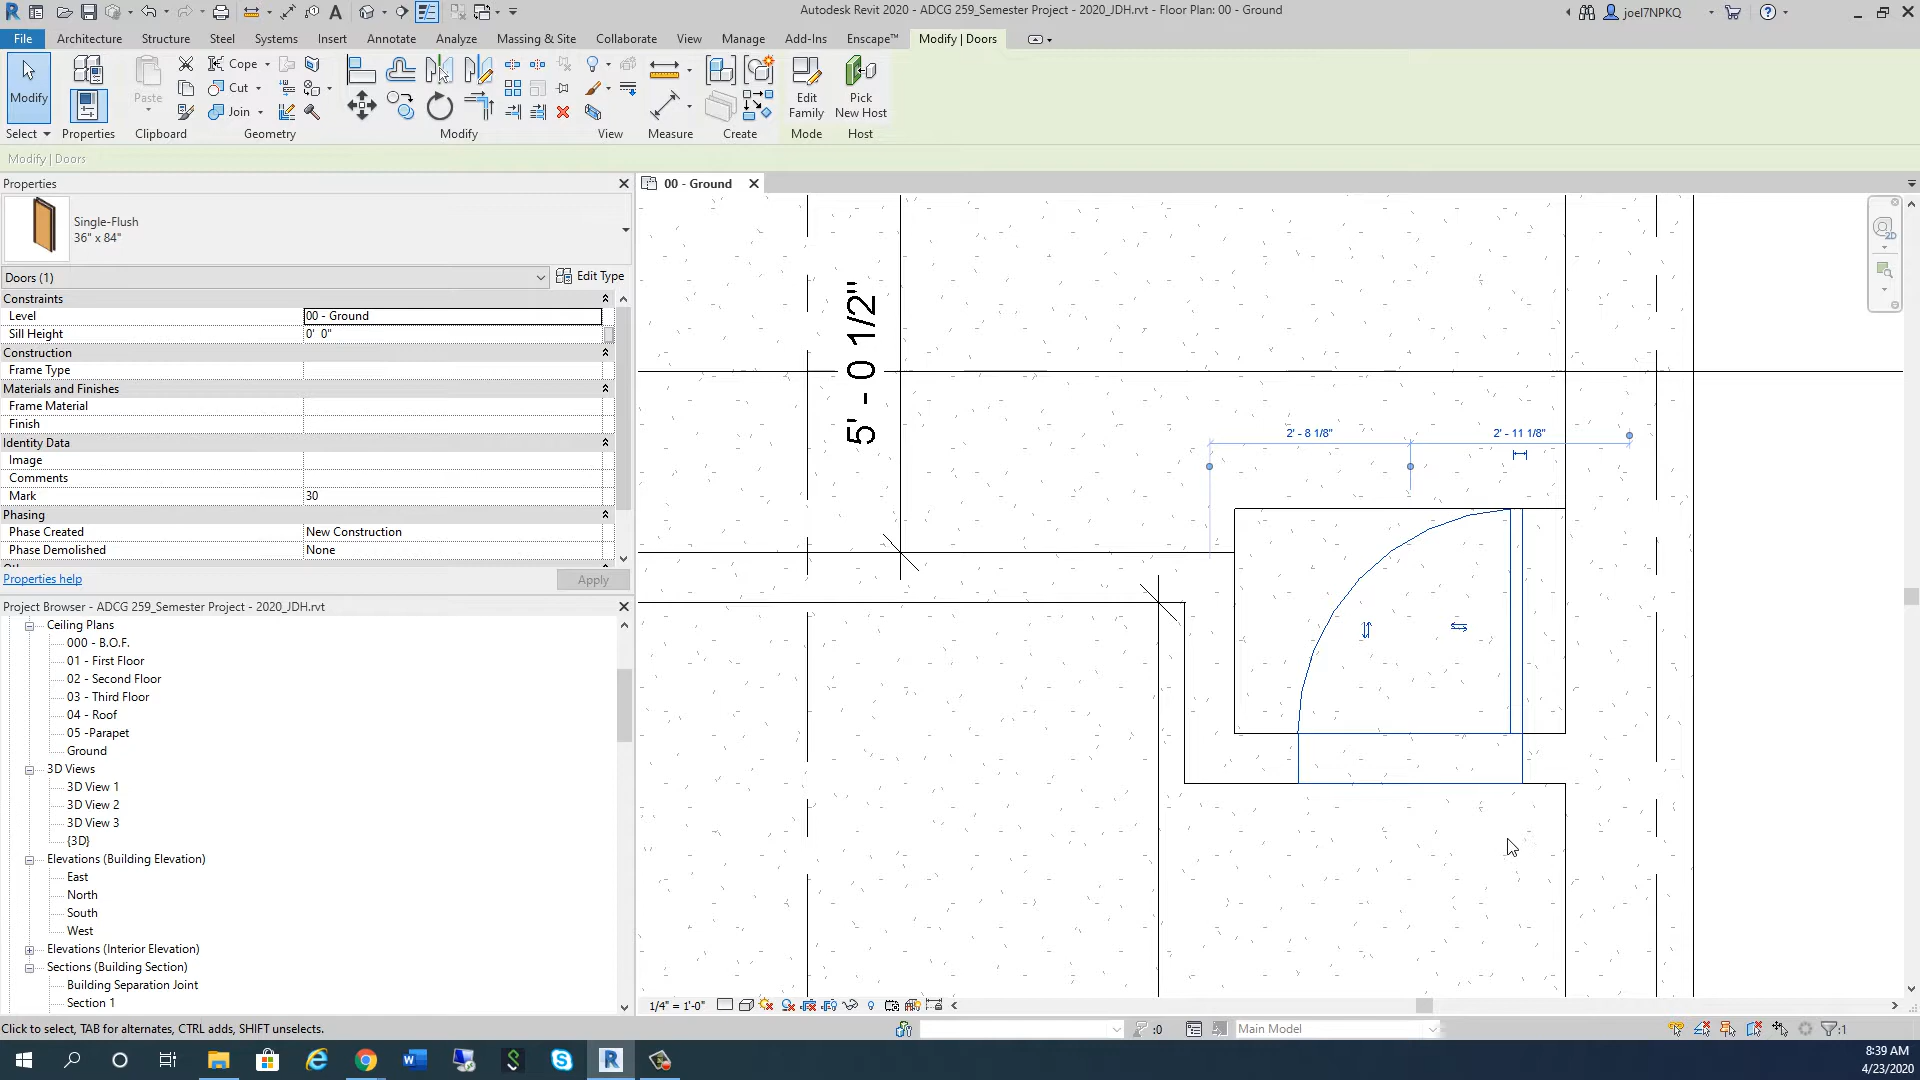 Autodesk Revit 2020 - ADCG 259_Semester Project - 2020_JDH.rvt - Floor Plan: 00 - Ground
joel7NPKQ
File Architecture Structure Steel Systems Insert Annotate Analyze Massing & Site Collaborate View Manage Add-Ins Enscape™ Modify | Doors
Modify
Paste
Cope
Cut
Join
Edit Family
Pick New Host
Select Properties Clipboard Geometry Modify View Measure Create Mode Host
Modify | Doors
Properties
Single-Flush
36" x 84"
Doors (1) Edit Type
Constraints
Level 00 - Ground
Sill Height 0' 0"
Construction
Frame Type
Materials and Finishes
Frame Material
Finish
Identity Data
Image
Comments
Mark 30
Phasing
Phase Created New Construction
Phase Demolished None
Properties help Apply
Project Browser - ADCG 259_Semester Project - 2020_JDH.rvt
Ceiling Plans
000 - B.O.F.
01 - First Floor
02 - Second Floor
03 - Third Floor
04 - Roof
05 -Parapet
Ground
3D Views
3D View 1
3D View 2
3D View 3
{3D}
Elevations (Building Elevation)
East
North
South
West
Elevations (Interior Elevation)
Sections (Building Section)
Building Separation Joint
Section 1
00 - Ground
2D
5' - 0 1/2"
2' - 8 1/8"
2' - 11 1/8"
1/4" = 1'-0"
Click to select, TAB for alternates, CTRL adds, SHIFT unselects.
:0
Main Model
:1
8:39 AM
4/23/2020